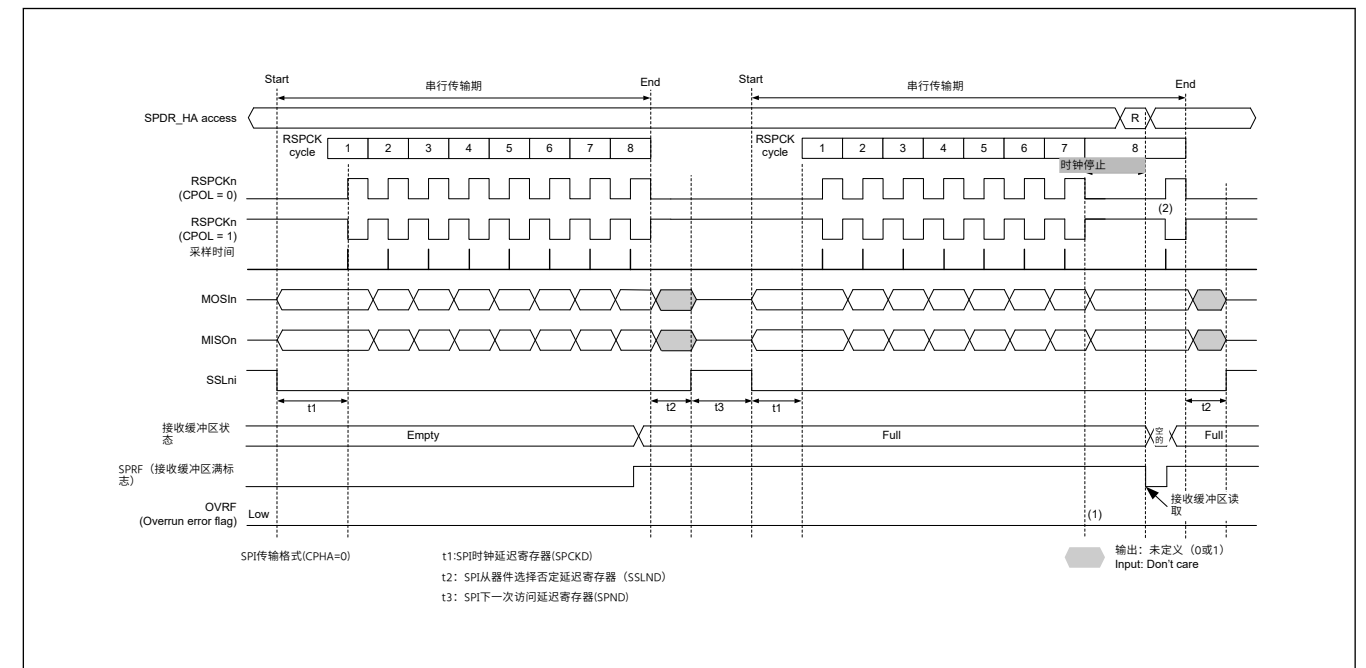 Start
串行传输期
End
Start
串行传输期
End
SPDR_HA access
R
RSPCK
cycle
1 2 3 4 5 6 7 8
RSPCK
cycle
1 2 3 4 5 6 7 8
时钟停止
RSPCKn
(CPOL = 0)
(2)
RSPCKn
(CPOL = 1)
采样时间
MOSIn
MISOn
SSLni
t1
t2
t3
t1
t2
接收缓冲区状
态
Empty
Full
空
的
Full
SPRF（接收缓冲区满标
志）
接收缓冲区读
取
OVRF
(Overrun error flag)
Low
(1)
SPI传输格式(CPHA=0)
t1:SPI时钟延迟寄存器(SPCKD)
t2：SPI从器件选择否定延迟寄存器（SSLND）
t3：SPI下一次访问延迟寄存器(SPND)
输出：未定义（0或1）
Input: Don't care